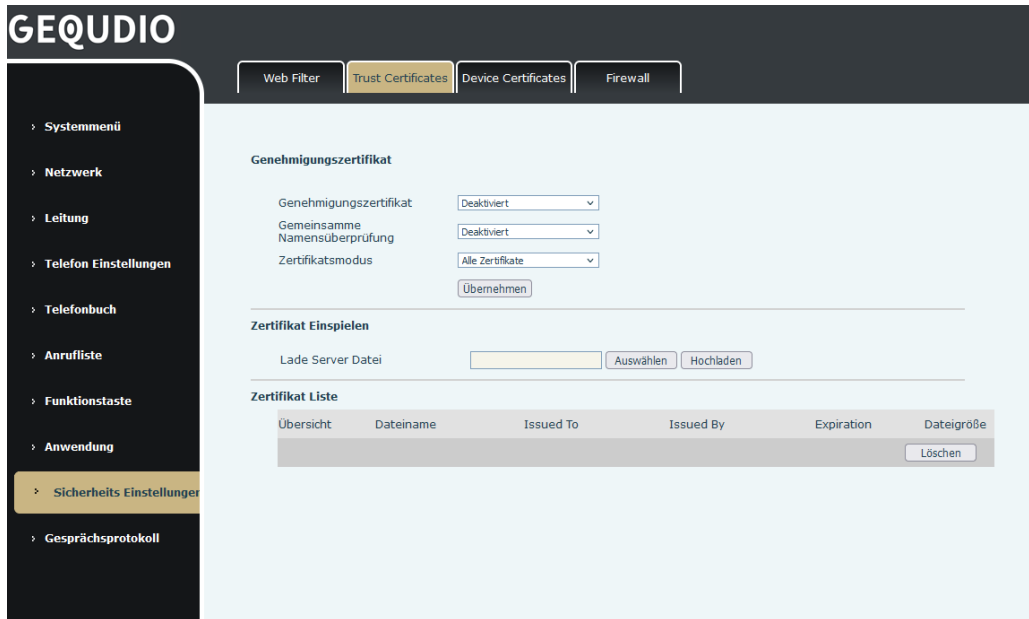 GEQUDIO
Web Filter
Trust Certificates
Device Certificates
Firewall
Systemmenü
Netzwerk
Leitung
Telefon Einstellungen
Telefonbuch
Anrufliste
Funktionstaste
Anwendung
Sicherheits Einstellungen
Gesprächsprotokoll
Genehmigungszertifikat
Genehmigungszertifikat Deaktiviert
Gemeinsamme
Namensüberprüfung Deaktiviert
Zertifikatsmodus Alle Zertifikate
Übernehmen
Zertifikat Einspielen
Lade Server Datei Auswählen Hochladen
Zertifikat Liste
Übersicht Dateiname Issued To Issued By Expiration Dateigröße
Löschen